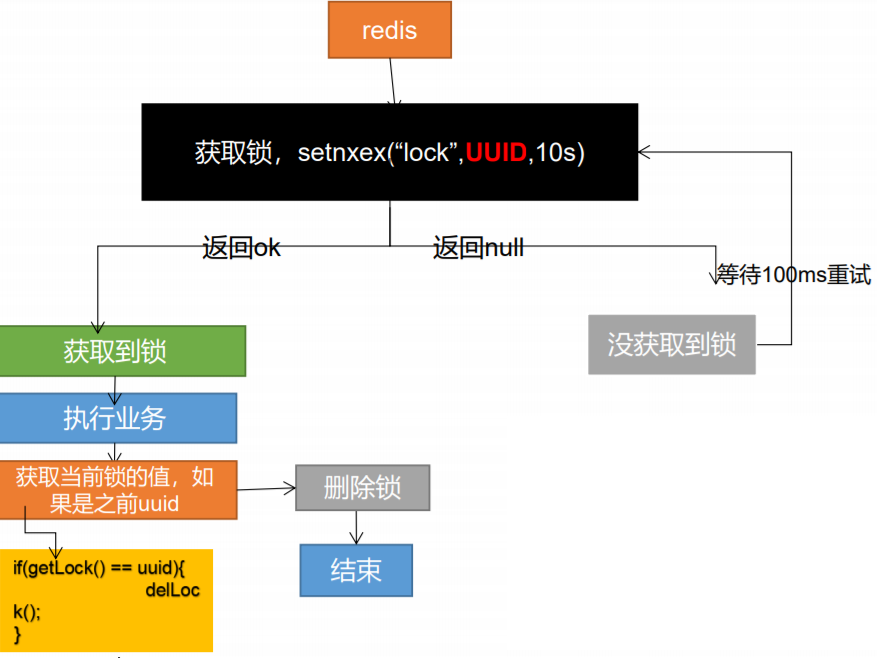 redis
获取锁，setnxex(“lock”,UUID,10s)
返回ok
返回null
等待100ms重试
获取到锁
没获取到锁
执行业务
获取当前锁的值，如
果是之前uuid
删除锁
结束
if(getLock() == uuid){
delLoc
k();
}